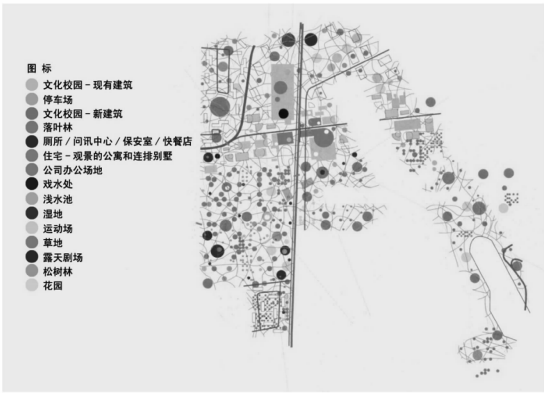 图 标
文化校园－现有建筑
停车场
文化校园－新建筑
落叶林
厕所／问讯中心／保安室／快餐店
住宅－观景的公寓和连排别墅
公司办公场地
戏水处
浅水池
湿地
运动场
草地
露天剧场
松树林
花园